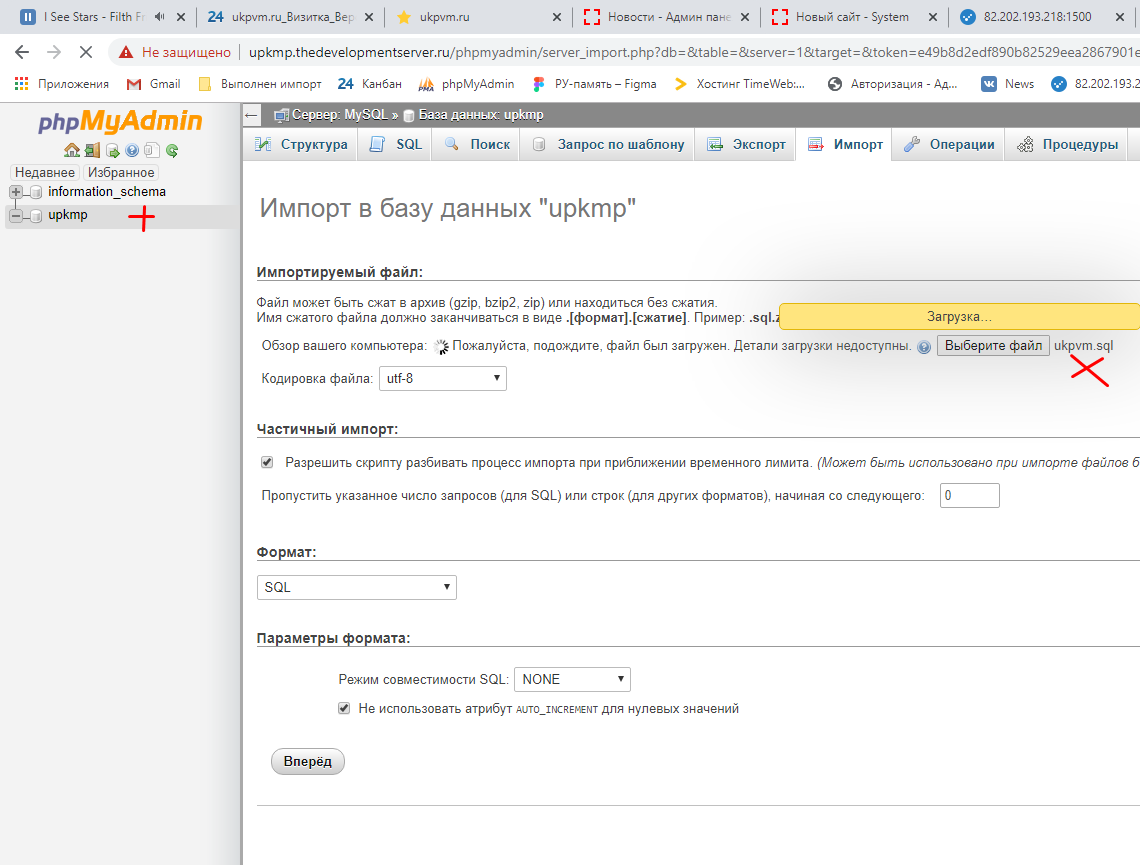 I See Stars - Filth Fr
ukpvm.ru_Визитка_Вер
ukpvm.ru
Новости - Админ пане
Новый сайт - System
82.202.193.218:1500
Не защищено
upkmp.thedevelopmentserver.ru/phpmyadmin/server_import.php?db=&table=&server=1&target=&token=e49b8d2edf890b82529eea2867901e
Приложения
Gmail
Выполнен импорт
24 Канбан
phpMyAdmin
РУ-память – Figma
Хостинг TimeWeb:...
Авторизация - Ад...
News
82.202.193.2
phpMyAdmin
Недавнее Избранное
information_schema
upkmp
Сервер: MySQL » База данных: upkmp
Структура SQL Поиск Запрос по шаблону Экспорт Импорт Операции Процедуры
Импорт в базу данных "upkmp"
Импортируемый файл:
Файл может быть сжат в архив (gzip, bzip2, zip) или находиться без сжатия.
Имя сжатого файла должно заканчиваться в виде .[формат].[сжатие]. Пример: .sql.z
Загрузка…
Обзор вашего компьютера: Пожалуйста, подождите, файл был загружен. Детали загрузки недоступны. Выберите файл ukpvm.sql
Кодировка файла: utf-8
Частичный импорт:
Разрешить скрипту разбивать процесс импорта при приближении временного лимита. (Может быть использовано при импорте файлов б
Пропустить указанное число запросов (для SQL) или строк (для других форматов), начиная со следующего: 0
Формат:
SQL
Параметры формата:
Режим совместимости SQL: NONE
Не использовать атрибут AUTO_INCREMENT для нулевых значений
Вперёд